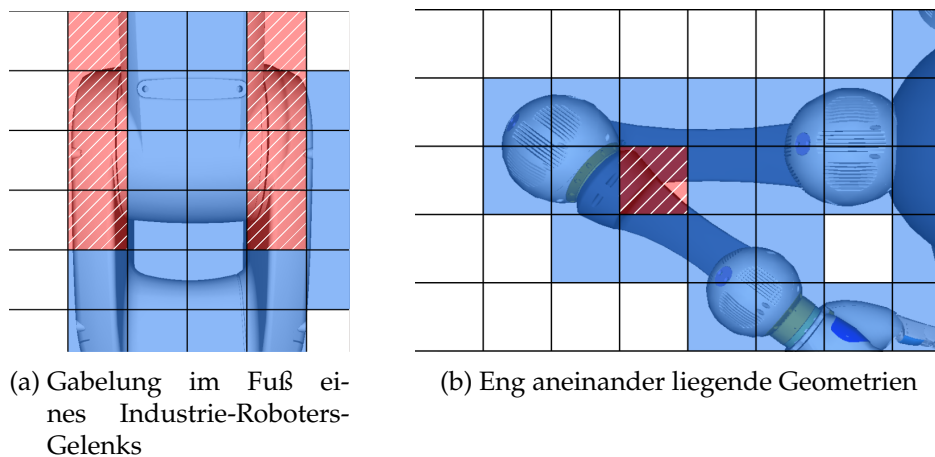 (a) Gabelung im Fuß ei-
nes Industrie-Roboters-
Gelenks
(b) Eng aneinander liegende Geometrien